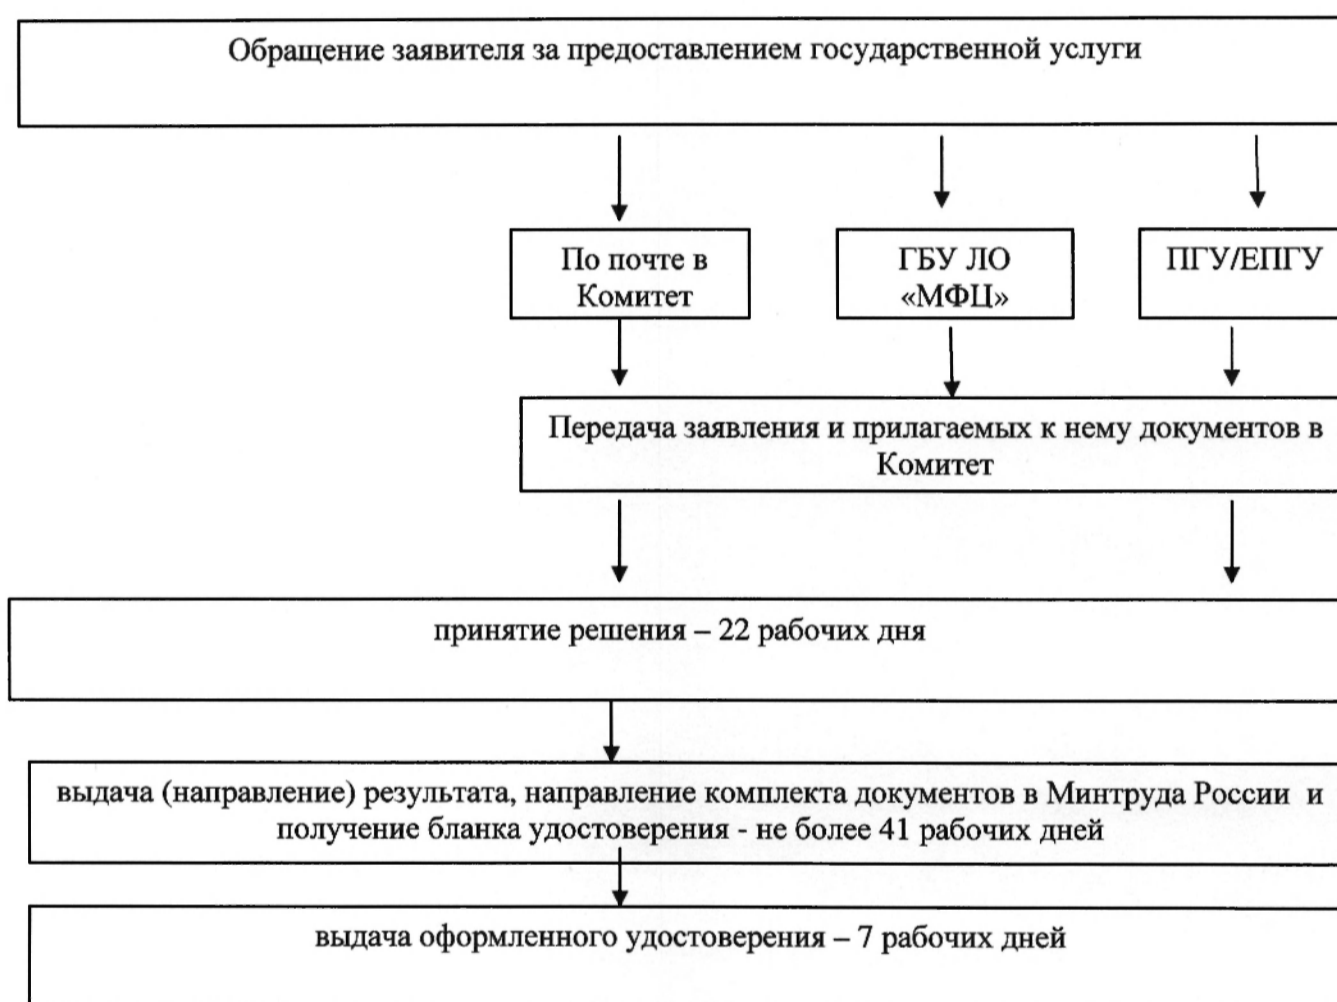 Обращение заявителя за предоставлением государственной услуги
По почте в
Комитет
ГБУ ЛО
«МФЦ»
ПГУ/ЕПГУ
Передача заявления и прилагаемых к нему документов в
Комитет
принятие решения – 22 рабочих дня
выдача (направление) результата, направление комплекта документов в Минтруда России и
получение бланка удостоверения - не более 41 рабочих дней
выдача оформленного удостоверения – 7 рабочих дней